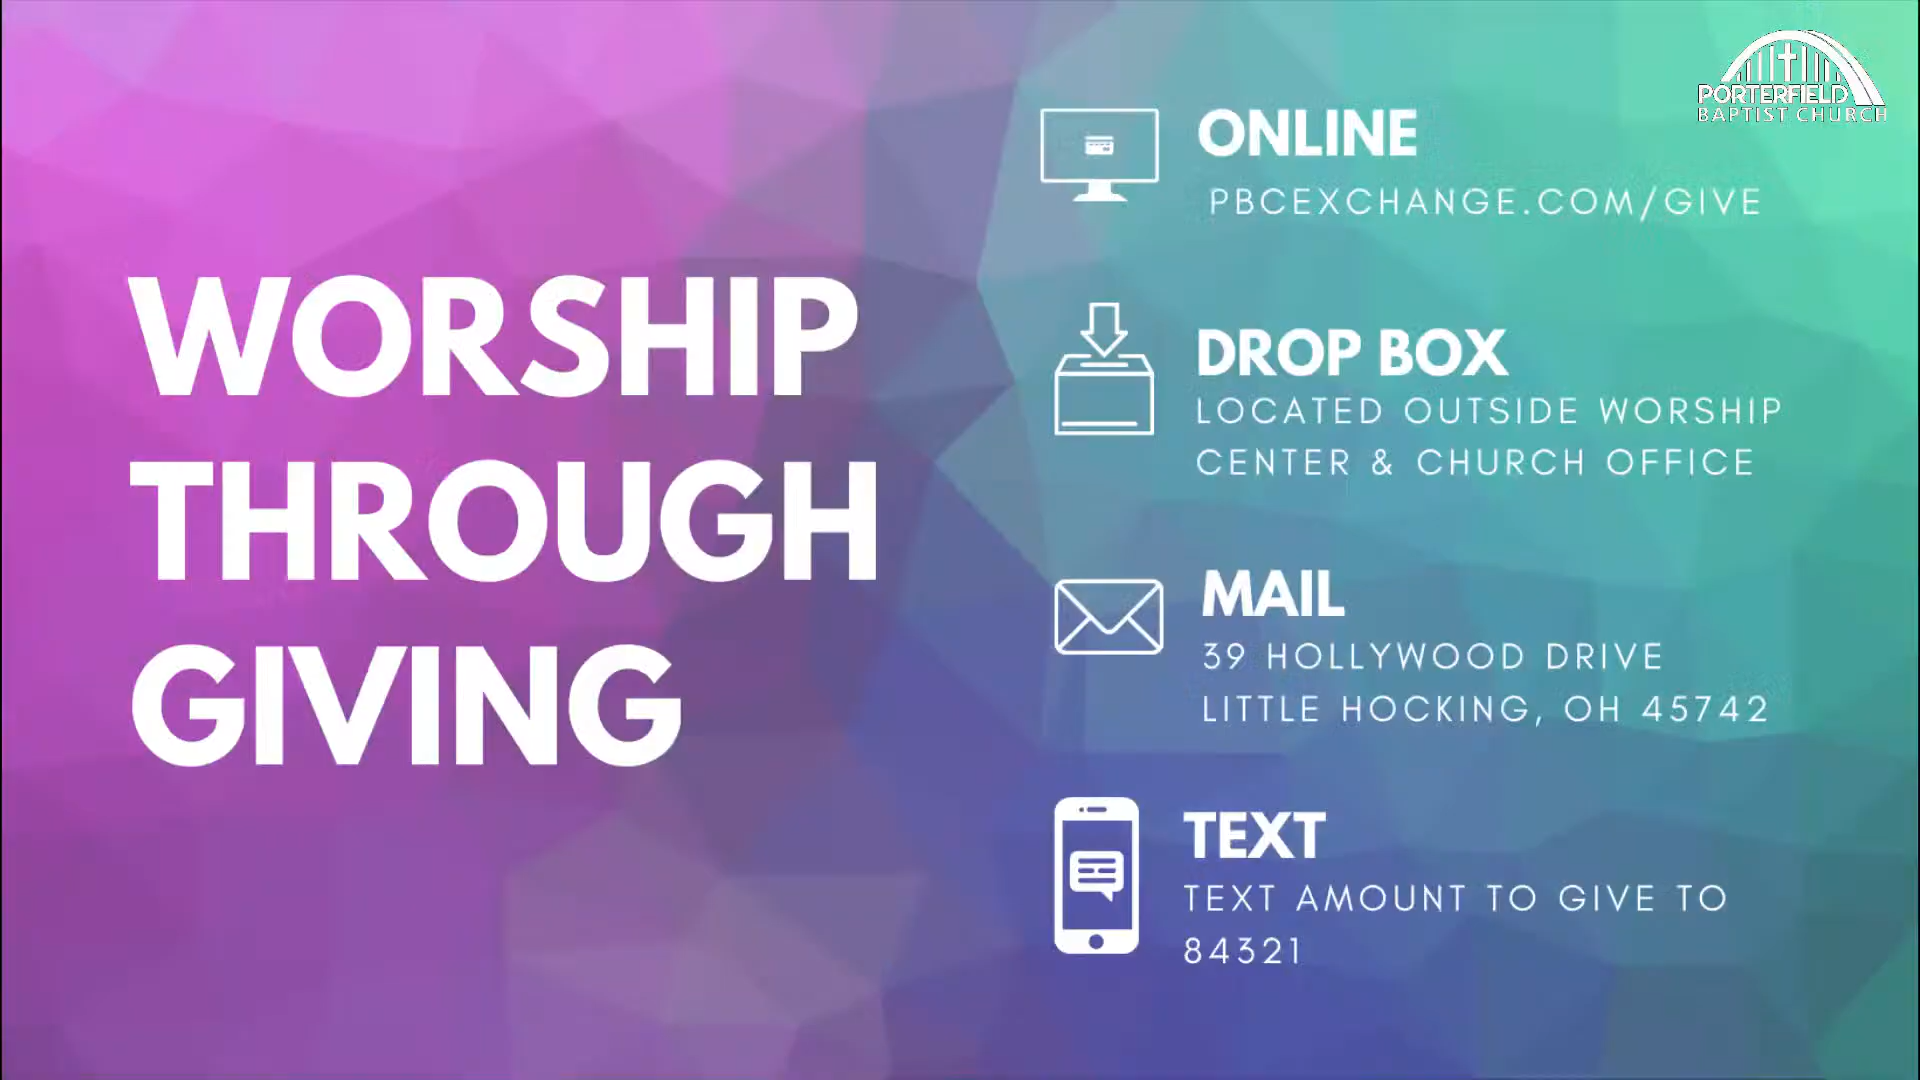 WORSHIP
THROUGH
GIVING
ONLINE
PBCEXCHANGE.COM/GIVE
DROP BOX
LOCATED OUTSIDE WORSHIP
CENTER & CHURCH OFFICE
MAIL
39 HOLLYWOOD DRIVE
LITTLE HOCKING, OH 45742
TEXT
TEXT AMOUNT TO GIVE TO
84321
PORTERFIELD
BAPTIST CHURCH